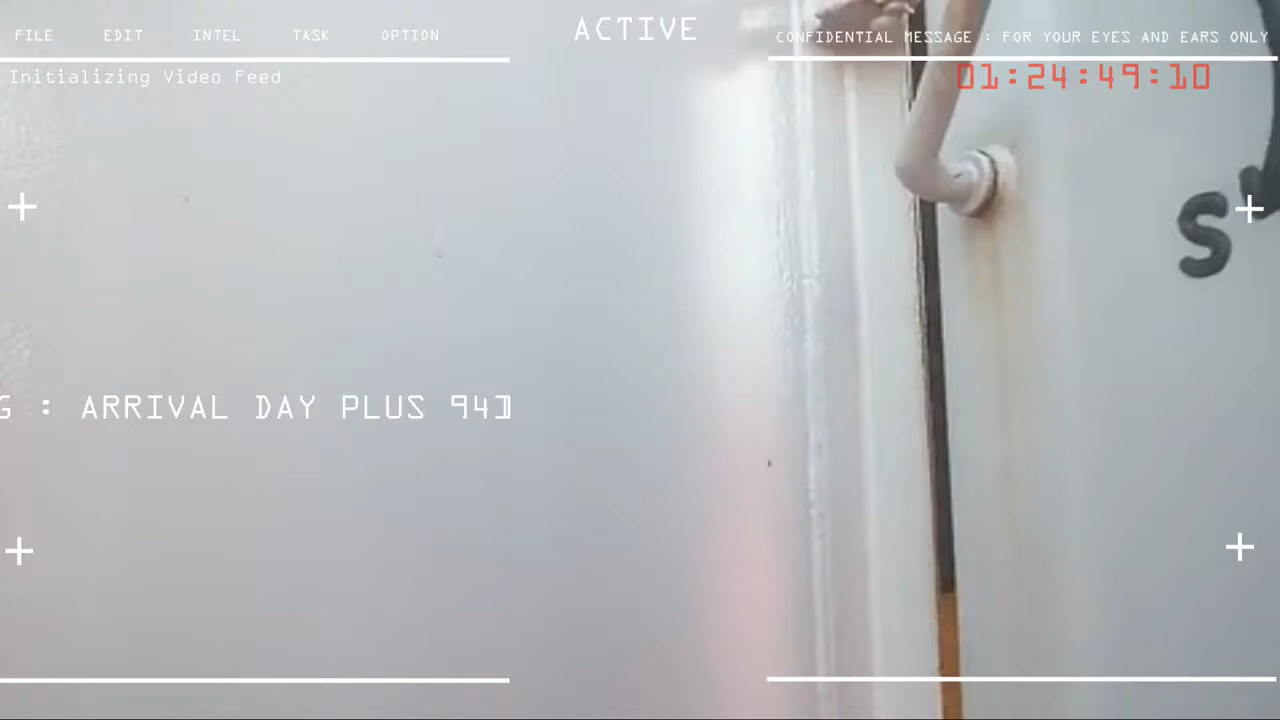 FILE EDIT INTEL TASK OPTION
ACTIVE
CONFIDENTIAL MESSAGE : FOR YOUR EYES AND EARS ONLY
Initializing Video Feed
01:24:49:10
S
G : ARRIVAL DAY PLUS 943